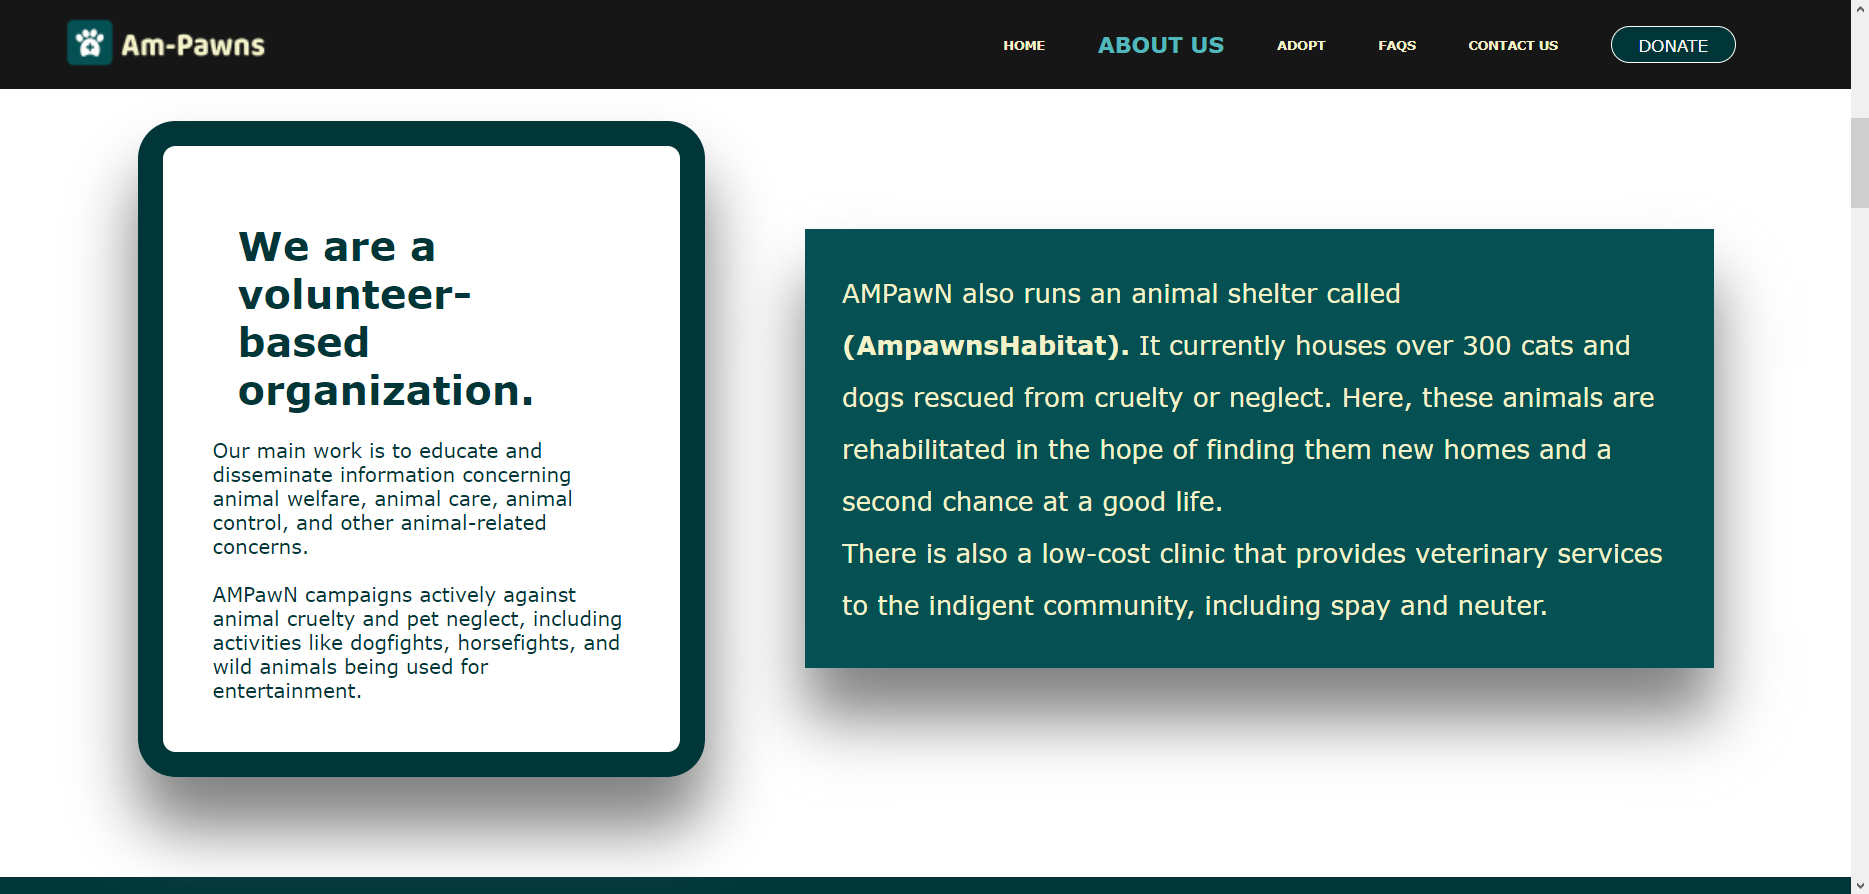 Am-Pawns
HOME ABOUT US ADOPT FAQS CONTACT US DONATE
We are a
volunteer-
based
organization.
Our main work is to educate and
disseminate information concerning
animal welfare, animal care, animal
control, and other animal-related
concerns.
AMPawN campaigns actively against
animal cruelty and pet neglect, including
activities like dogfights, horsefights, and
wild animals being used for
entertainment.
AMPawN also runs an animal shelter called
(AmpawnsHabitat). It currently houses over 300 cats and
dogs rescued from cruelty or neglect. Here, these animals are
rehabilitated in the hope of finding them new homes and a
second chance at a good life.
There is also a low-cost clinic that provides veterinary services
to the indigent community, including spay and neuter.